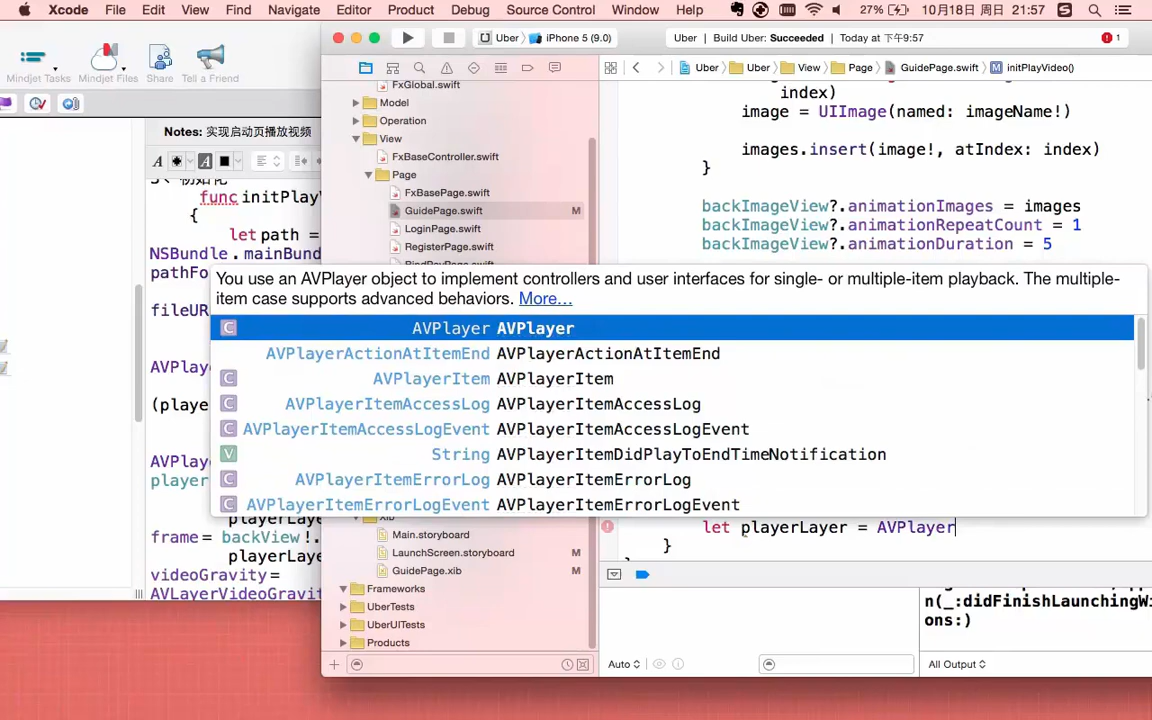 Xcode File Edit View Find Navigate Editor Product Debug Source Control Window Help 27% 10月18日 周日 21:57
Uber iPhone 5 (9.0) Uber Build Uber: Succeeded Today at 下午9:57 1
Mindjet Tasks Mindjet Files Share Tell a Friend
Uber Uber View Page GuidePage.swift initPlayVideo()
FxGlobal.swift
Model
Operation
View
FxBaseController.swift
Page
FxBasePage.swift
GuidePage.swift M
LoginPage.swift
RegisterPage.swift
Notes: 实现启动页播放视频
func initPlayV
{
let path =
NSBundle.mainBund
pathFo
fileUR
AVPlay
(player
AVPlay
player
playerLaye
frame = backView!.
playerLaye
videoGravity =
AVLayerVideoGravit
index)
image = UIImage(named: imageName!)
images.insert(image!, atIndex: index)
}
backImageView?.animationImages = images
backImageView?.animationRepeatCount = 1
backImageView?.animationDuration = 5
You use an AVPlayer object to implement controllers and user interfaces for single- or multiple-item playback. The multiple-
item case supports advanced behaviors. More…
C AVPlayer AVPlayer
AVPlayerActionAtItemEnd AVPlayerActionAtItemEnd
C AVPlayerItem AVPlayerItem
C AVPlayerItemAccessLog AVPlayerItemAccessLog
C AVPlayerItemAccessLogEvent AVPlayerItemAccessLogEvent
V String AVPlayerItemDidPlayToEndTimeNotification
C AVPlayerItemErrorLog AVPlayerItemErrorLog
C AVPlayerItemErrorLogEvent AVPlayerItemErrorLogEvent
let playerLayer = AVPlayer
}
Main.storyboard
LaunchScreen.storyboard M
GuidePage.xib M
Frameworks
UberTests
UberUITests
Products
n(_:didFinishLaunchingWi
ons:)
Auto All Output